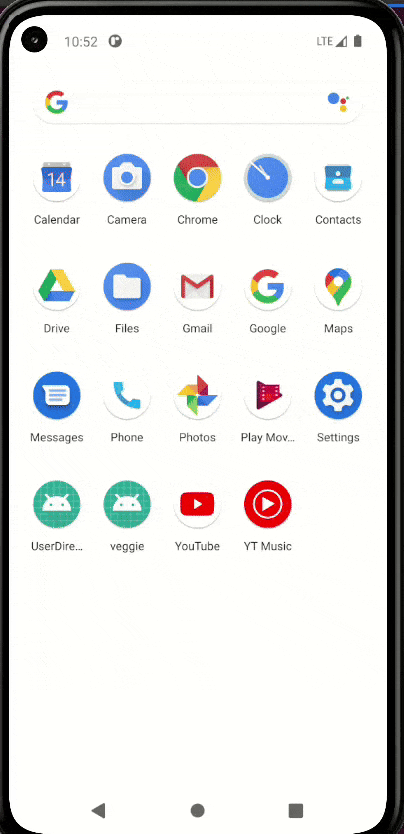 10:52 LTE
14
Calendar Camera Chrome Clock Contacts
Drive Files Gmail Google Maps
Messages Phone Photos Play Mov... Settings
UserDire... veggie YouTube YT Music